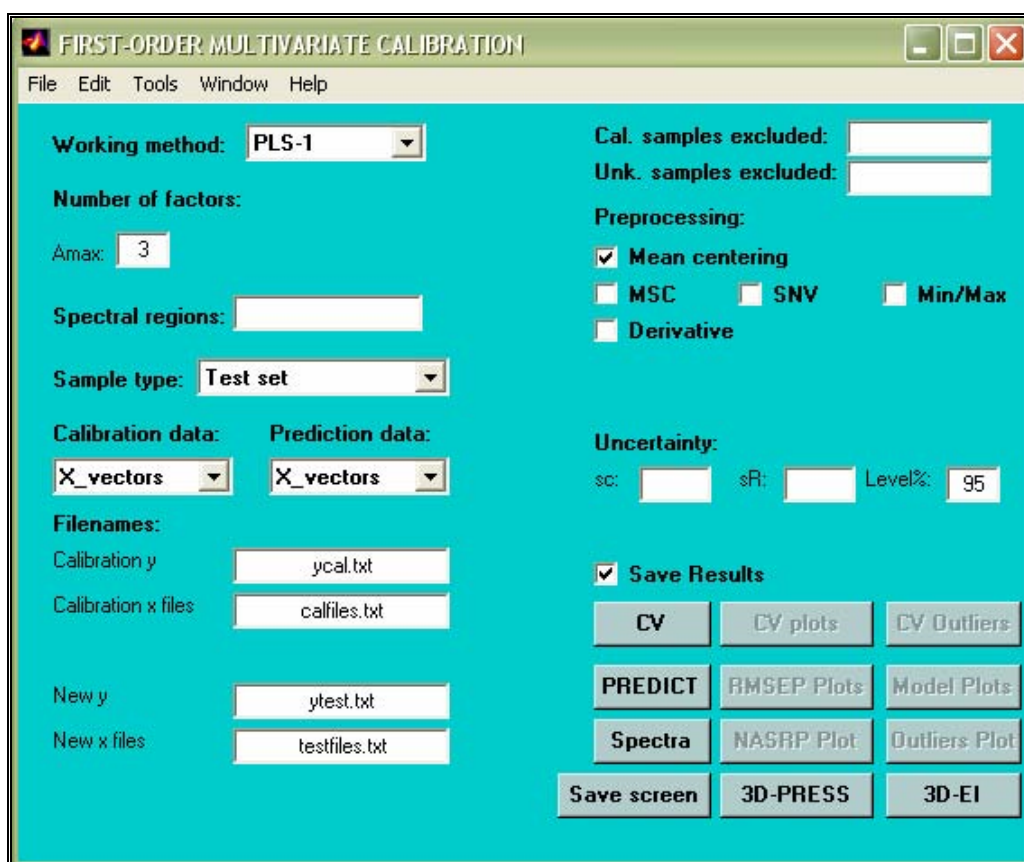 FIRST-ORDER MULTIVARIATE CALIBRATION
File Edit Tools Window Help
Working method: PLS-1
Number of factors:
Amax: 3
Spectral regions:
Sample type: Test set
Calibration data: Prediction data:
X_vectors X_vectors
Filenames:
Calibration y ycal.txt
Calibration x files calfiles.txt
New y ytest.txt
New x files testfiles.txt
Cal. samples excluded:
Unk. samples excluded:
Preprocessing:
Mean centering
MSC SNV Min/Max
Derivative
Uncertainty:
sc: sR: Level%: 95
Save Results
CV CV plots CV Outliers
PREDICT RMSEP Plots Model Plots
Spectra NASRP Plot Outliers Plot
Save screen 3D-PRESS 3D-EI